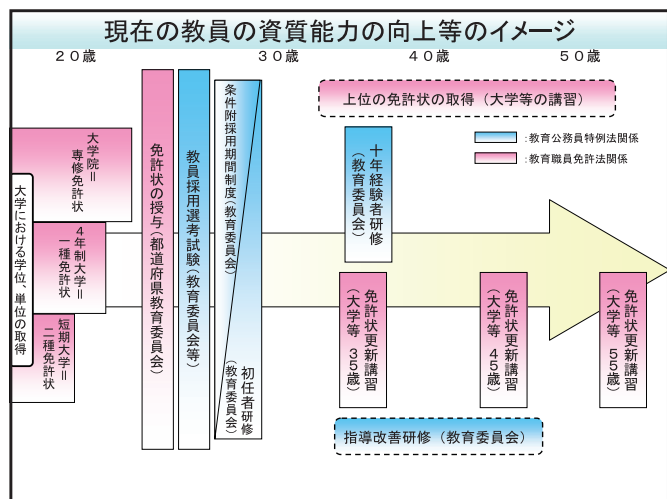 現在の教員の資質能力の向上等のイメージ
２０歳
３０歳
４０歳
５０歳
大学における学位、単位の取得
大学院＝
専修免許状
４年制大学＝
一種免許状
短期大学＝
二種免許状
免許状の授与（都道府県教育委員会）
教員採用選考試験（教育委員会等）
条件附採用期間制度（教育委員会）
初任者研修
（教育委員会）
上位の免許状の取得（大学等の講習）
：教育公務員特例法関係
：教育職員免許法関係
十年経験者研修
（教育委員会）
免許状更新講習
（大学等　35歳）
免許状更新講習
（大学等　45歳）
免許状更新講習
（大学等　55歳）
指導改善研修（教育委員会）